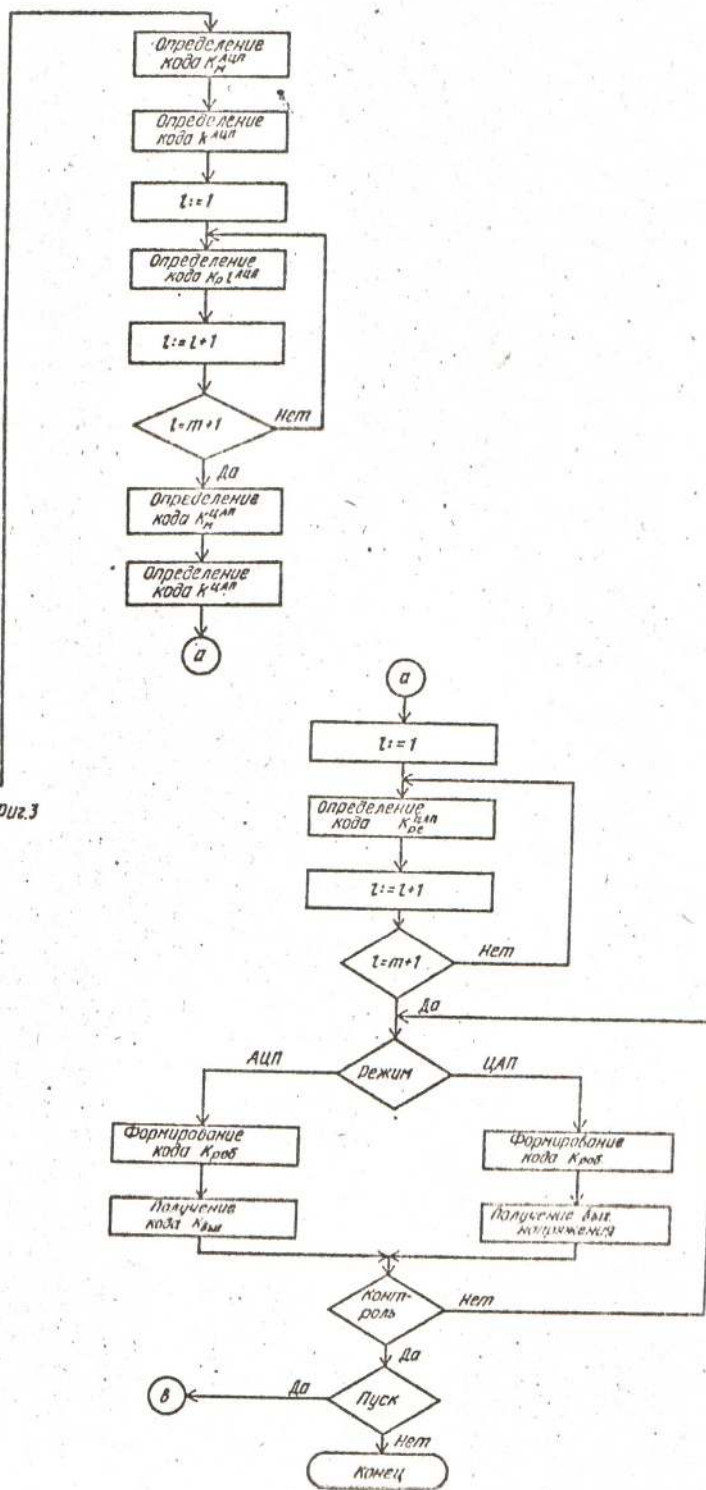 Определение
кода K_м^АЦП
Определение
кода K^АЦП
l:=1
Определение
кода K_рl^АЦП
l:=l+1
l=m+1
Нет
Да
Определение
кода K_м^ЦАП
Определение
кода K^ЦАП
а
Фиг.3
а
l:=1
Определение
кода K_рl^ЦАП
l:=l+1
l=m+1
Нет
Да
Режим
АЦП
ЦАП
Формирование
кода K_раб
Получение
кода K_вых
Формирование
кода K_раб.
Получение вых.
напряжения
Конт-
роль
Нет
Да
Пуск
Да
в
Нет
Конец